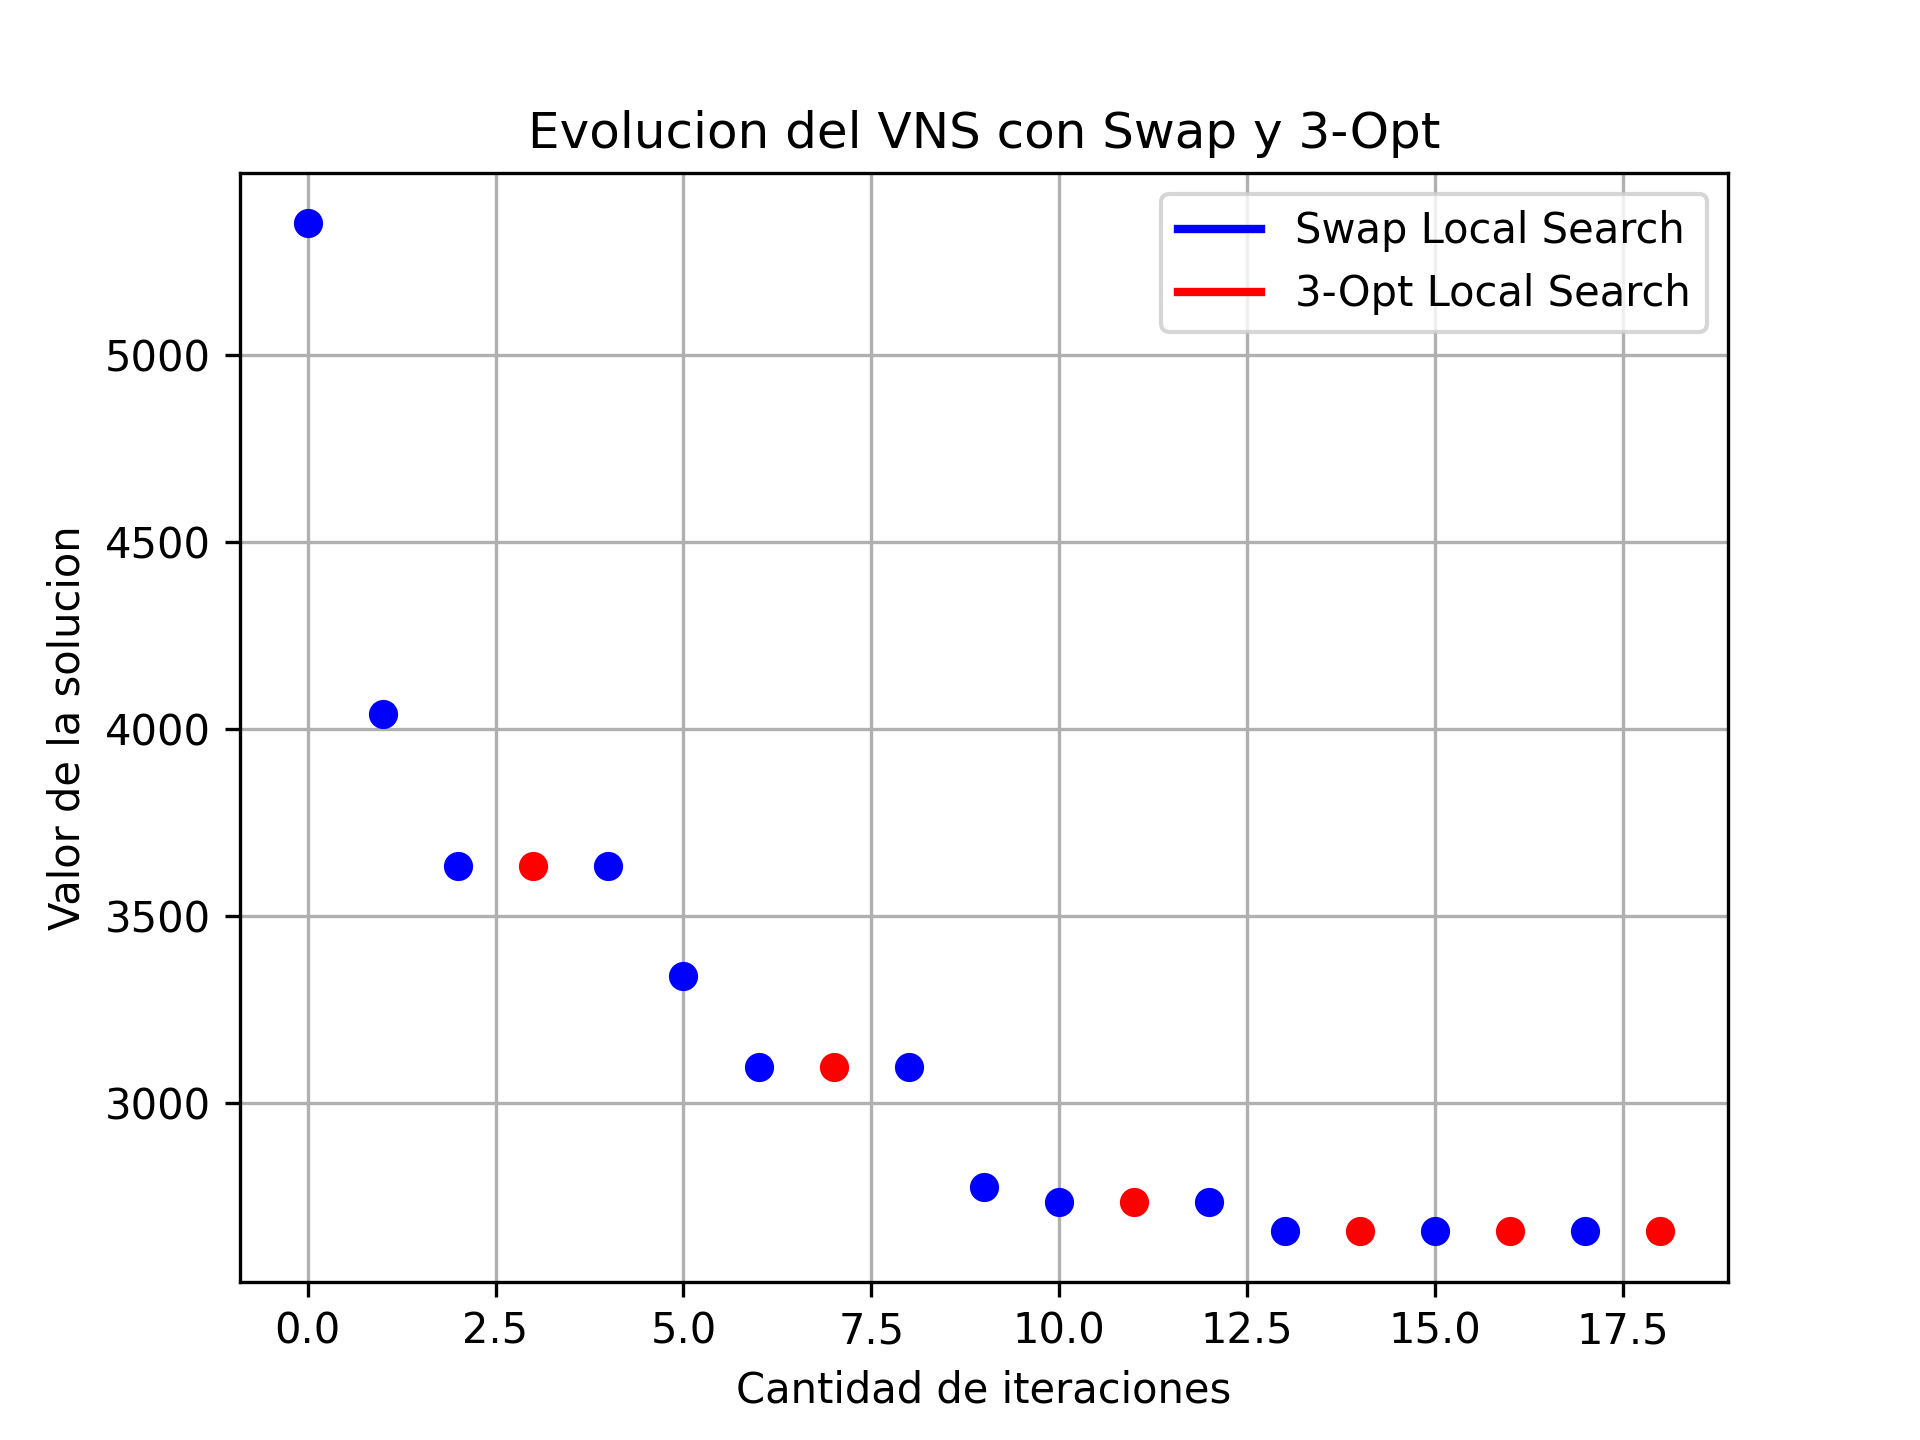 Evolucion del VNS con Swap y 3-Opt
Swap Local Search
3-Opt Local Search
Valor de la solucion
5000
4500
4000
3500
3000
0.0 2.5 5.0 7.5 10.0 12.5 15.0 17.5
Cantidad de iteraciones